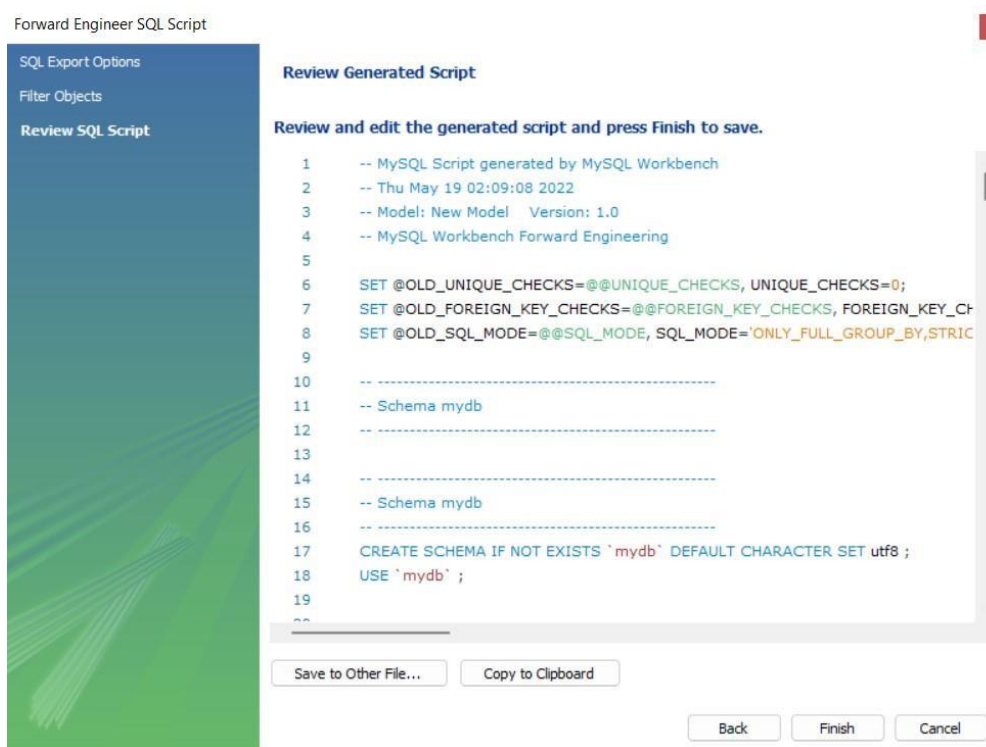 Forward Engineer SQL Script
SQL Export Options
Filter Objects
Review SQL Script
Review Generated Script
Review and edit the generated script and press Finish to save.
1 -- MySQL Script generated by MySQL Workbench
2 -- Thu May 19 02:09:08 2022
3 -- Model: New Model    Version: 1.0
4 -- MySQL Workbench Forward Engineering
5
6 SET @OLD_UNIQUE_CHECKS=@@UNIQUE_CHECKS, UNIQUE_CHECKS=0;
7 SET @OLD_FOREIGN_KEY_CHECKS=@@FOREIGN_KEY_CHECKS, FOREIGN_KEY_CH
8 SET @OLD_SQL_MODE=@@SQL_MODE, SQL_MODE='ONLY_FULL_GROUP_BY,STRIC
9
10 -- -----------------------------------------------------
11 -- Schema mydb
12 -- -----------------------------------------------------
13
14 -- -----------------------------------------------------
15 -- Schema mydb
16 -- -----------------------------------------------------
17 CREATE SCHEMA IF NOT EXISTS `mydb` DEFAULT CHARACTER SET utf8 ;
18 USE `mydb` ;
19
Save to Other File... Copy to Clipboard
Back Finish Cancel